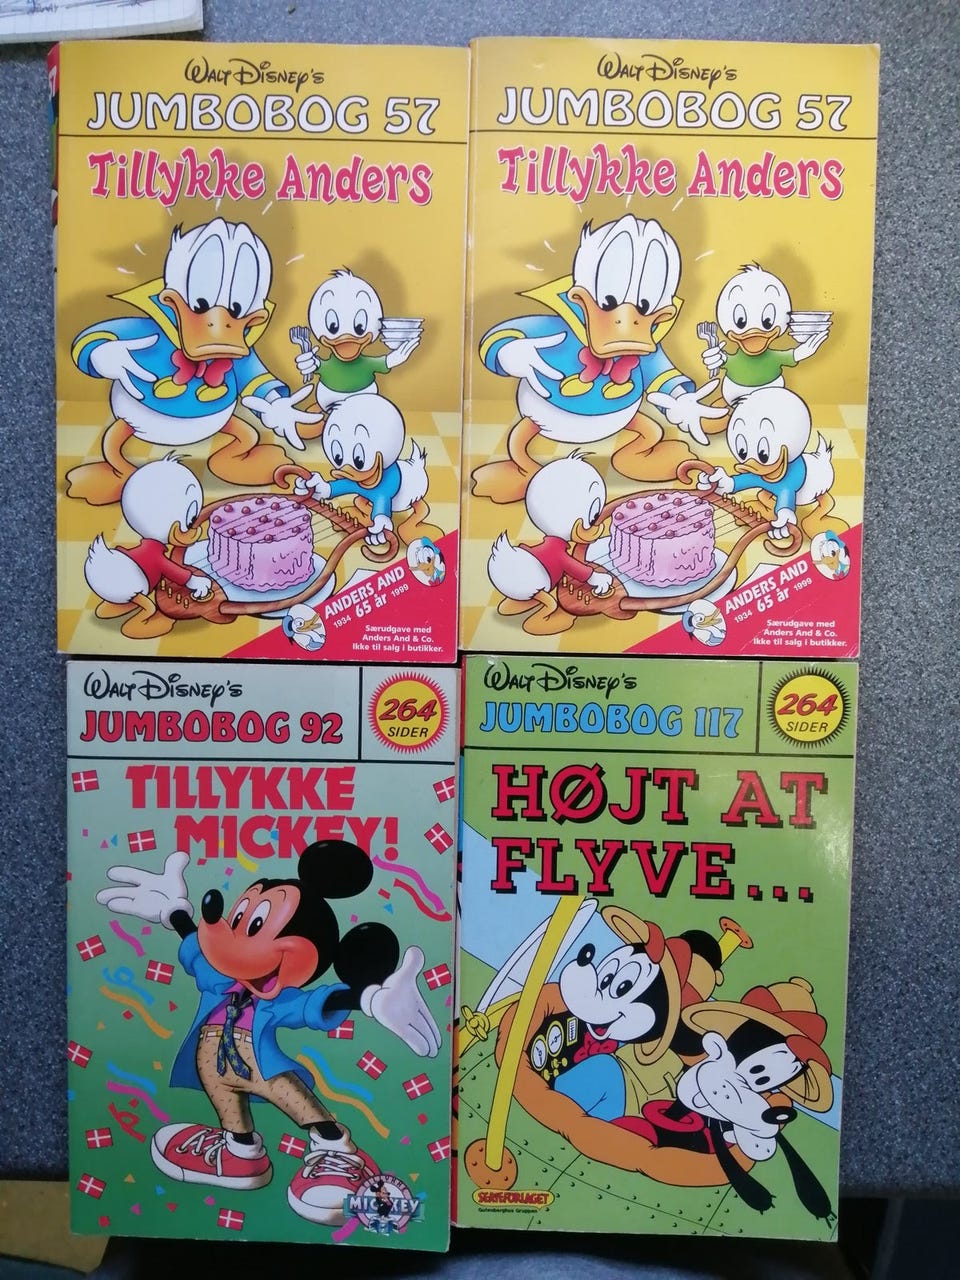 WALT DISNEY'S
JUMBOBOG 57
Tillykke Anders
ANDERS AND
1934 65 år 1999
Særudgave med
Anders And & Co.
Ikke til salg i butikker.
WALT DISNEY'S
JUMBOBOG 57
Tillykke Anders
ANDERS AND
1934 65 år 1999
Særudgave med
Anders And & Co.
Ikke til salg i butikker.
WALT DISNEY'S
JUMBOBOG 92
264
SIDER
TILLYKKE
MICKEY!
MICKEY
WALT DISNEY'S
JUMBOBOG 117
264
SIDER
HØJT AT
FLYVE...
SERIEFORLAGET
Gutenberghus Gruppen